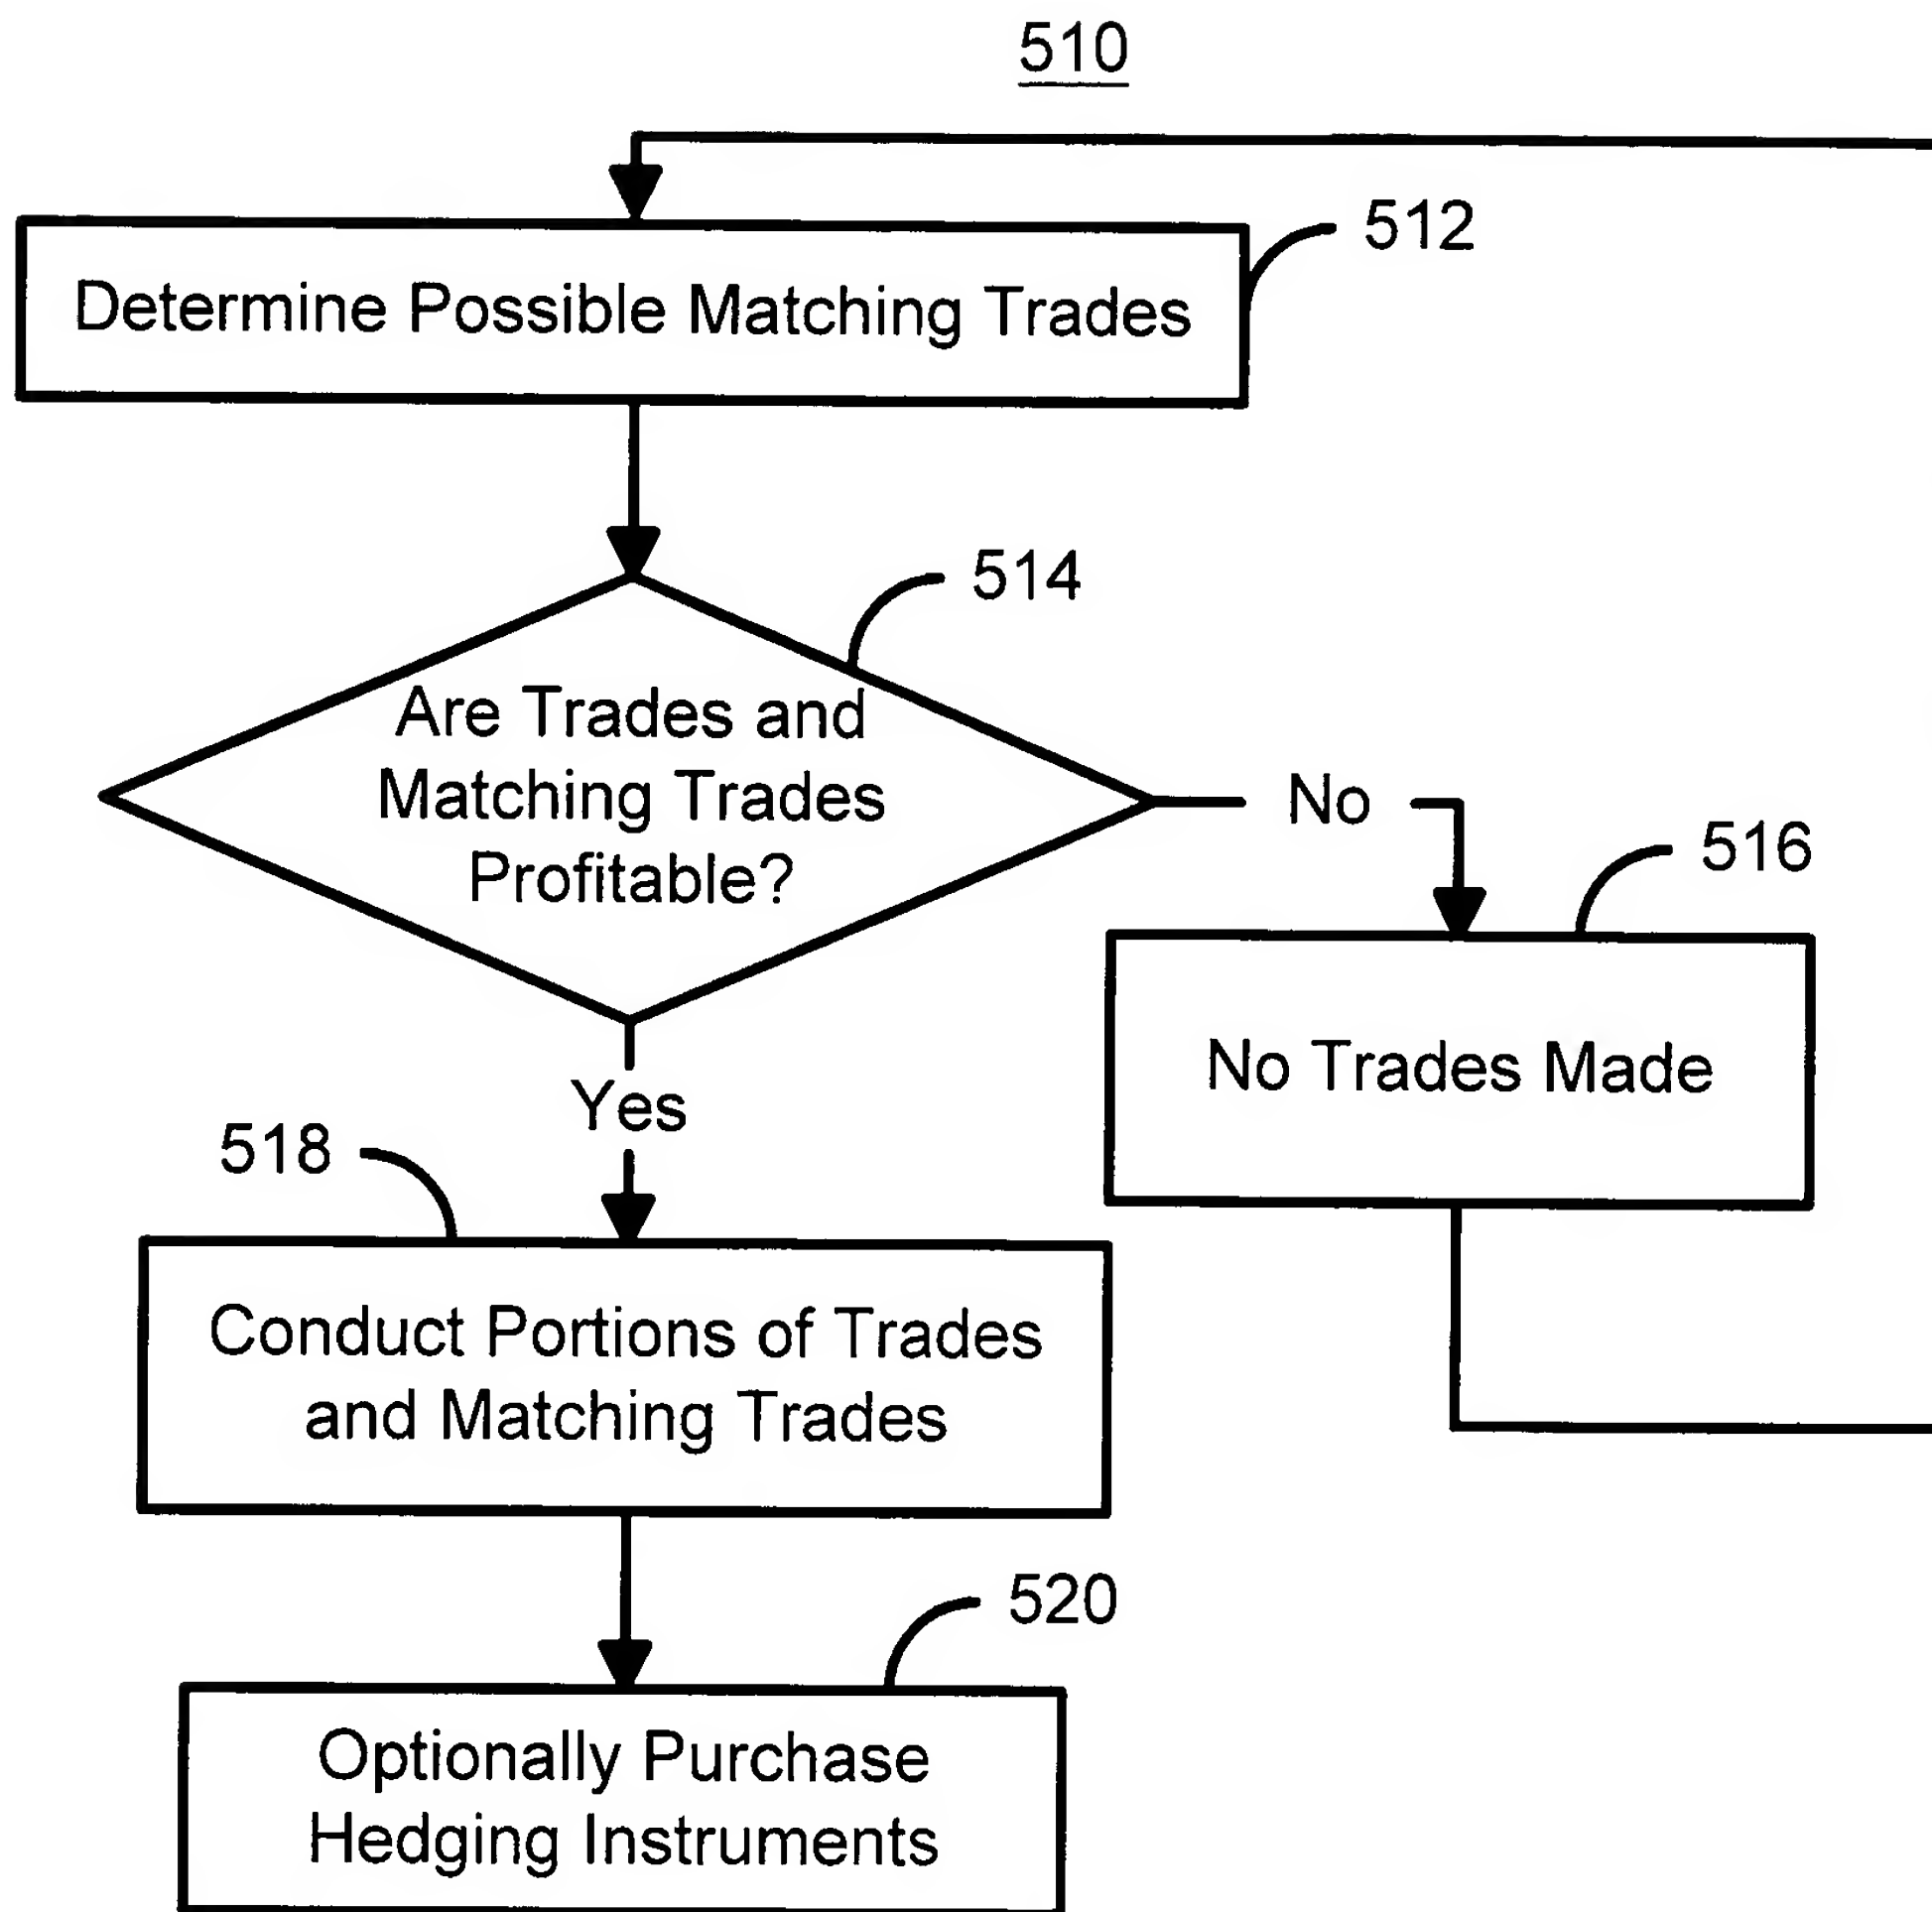 510
512
Determine Possible Matching Trades
514
Are Trades and
Matching Trades
Profitable?
No
516
No Trades Made
Yes
518
Conduct Portions of Trades
and Matching Trades
520
Optionally Purchase
Hedging Instruments